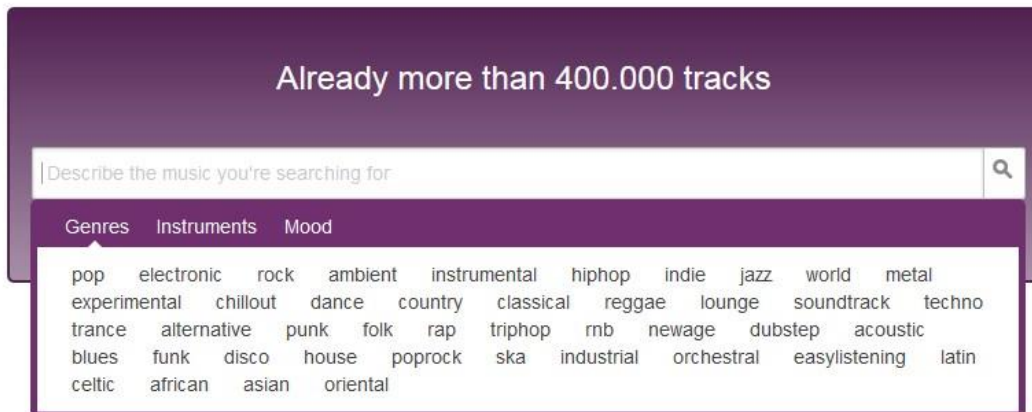 Already more than 400.000 tracks
Describe the music you're searching for
Genres Instruments Mood
pop electronic rock ambient instrumental hiphop indie jazz world metal
experimental chillout dance country classical reggae lounge soundtrack techno
trance alternative punk folk rap triphop rnb newage dubstep acoustic
blues funk disco house poprock ska industrial orchestral easylistening latin
celtic african asian oriental